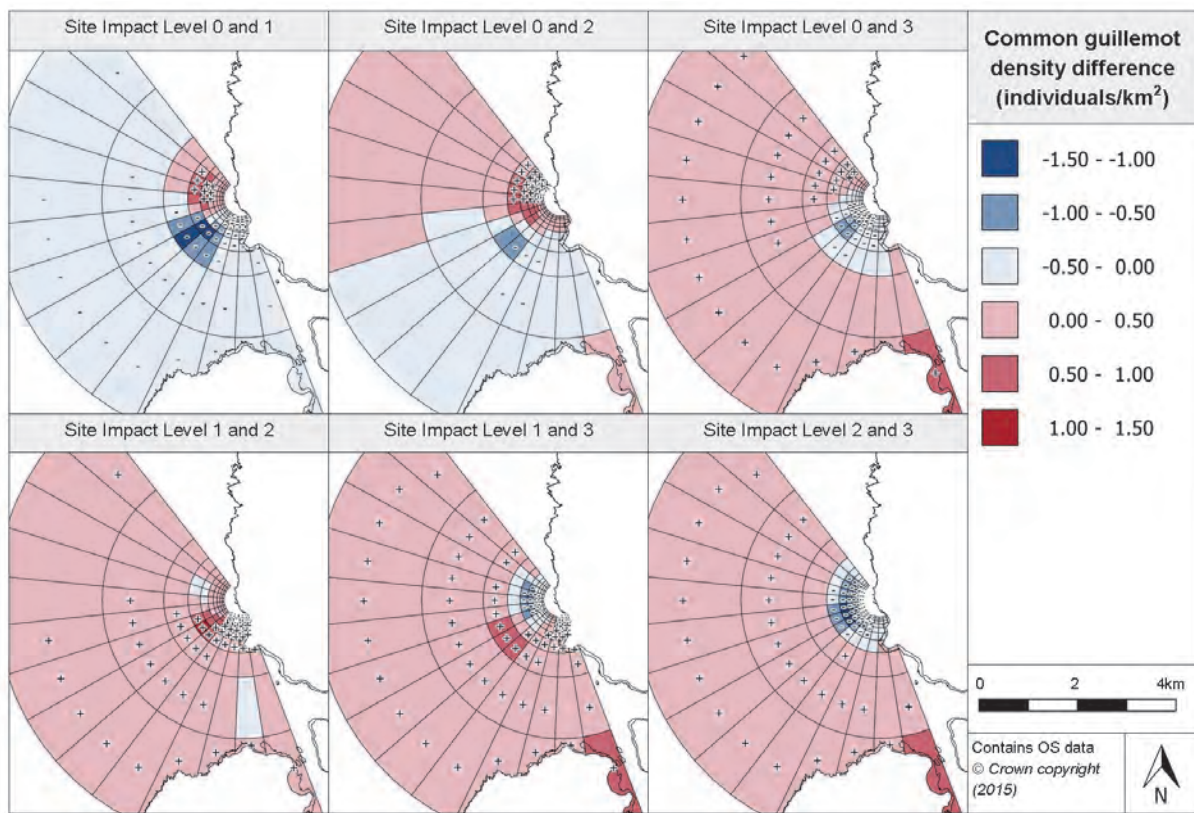 Site Impact Level 0 and 1
Site Impact Level 0 and 2
Site Impact Level 0 and 3
Common guillemot
density difference
(individuals/km²)
-1.50 - -1.00
-1.00 - -0.50
-0.50 - 0.00
0.00 - 0.50
0.50 - 1.00
1.00 - 1.50
Site Impact Level 1 and 2
Site Impact Level 1 and 3
Site Impact Level 2 and 3
0 2 4km
Contains OS data
© Crown copyright
(2015)
N